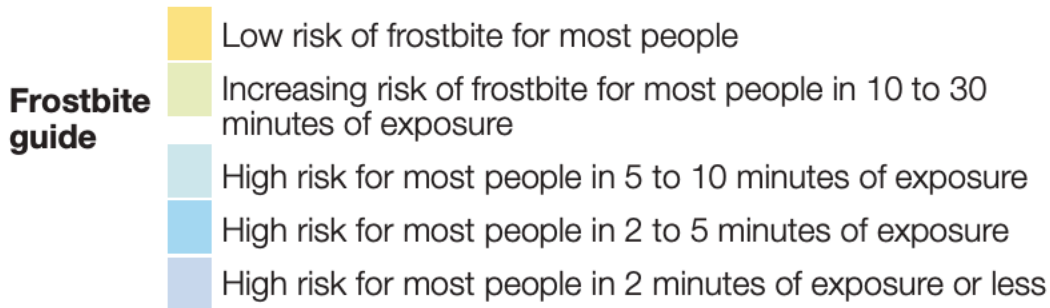 Frostbite
guide
Low risk of frostbite for most people
Increasing risk of frostbite for most people in 10 to 30
minutes of exposure
High risk for most people in 5 to 10 minutes of exposure
High risk for most people in 2 to 5 minutes of exposure
High risk for most people in 2 minutes of exposure or less